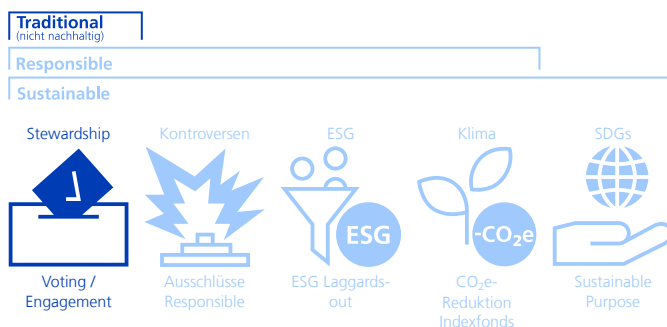 Traditional
(nicht nachhaltig)
Responsible
Sustainable
Stewardship
Kontroversen
ESG
Klima
SDGs
ESG
-CO₂e
Voting /
Engagement
Ausschlüsse
Responsible
ESG Laggards-
out
CO₂e-
Reduktion
Indexfonds
Sustainable
Purpose